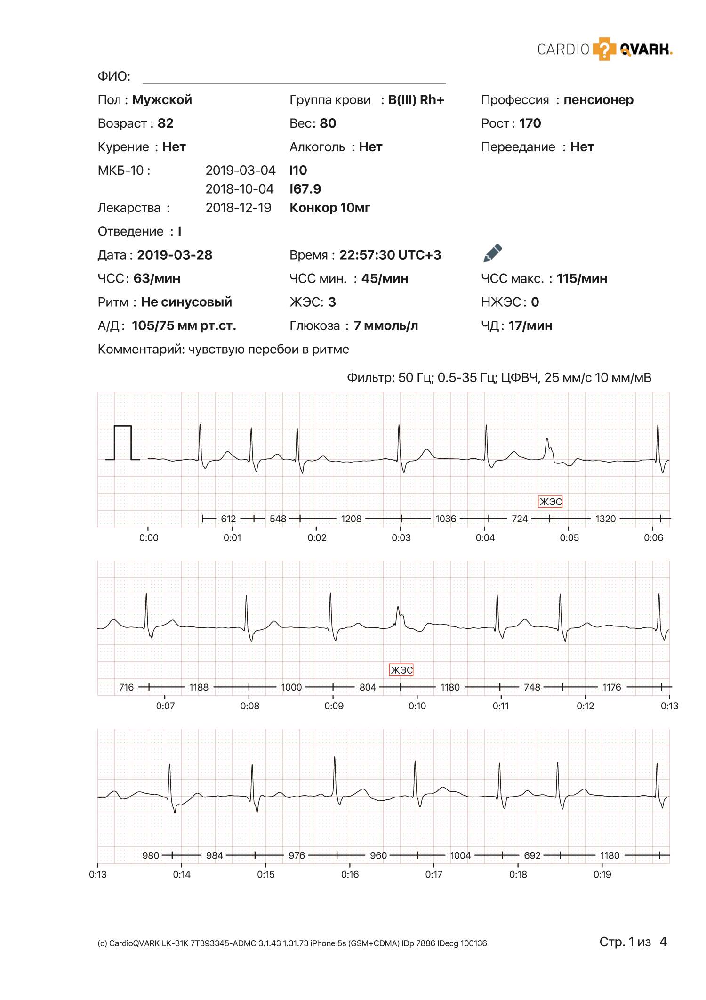 CARDIO ? QVARK.
ФИО:
Пол : Мужской Группа крови : B(III) Rh+ Профессия : пенсионер
Возраст : 82 Вес: 80 Рост : 170
Курение : Нет Алкоголь : Нет Переедание : Нет
МКБ-10 : 2019-03-04 I10
2018-10-04 I67.9
Лекарства : 2018-12-19 Конкор 10мг
Отведение : I
Дата : 2019-03-28 Время : 22:57:30 UTC+3
ЧСС: 63/мин ЧСС мин. : 45/мин ЧСС макс. : 115/мин
Ритм : Не синусовый ЖЭС: 3 НЖЭС: 0
А/Д: 105/75 мм рт.ст. Глюкоза : 7 ммоль/л ЧД: 17/мин
Комментарий: чувствую перебои в ритме
Фильтр: 50 Гц; 0.5-35 Гц; ЦФВЧ, 25 мм/с 10 мм/мВ
ЖЭС
612 548 1208 1036 724 1320
0:00 0:01 0:02 0:03 0:04 0:05 0:06
ЖЭС
716 1188 1000 804 1180 748 1176
0:07 0:08 0:09 0:10 0:11 0:12 0:13
980 984 976 960 1004 692 1180
0:13 0:14 0:15 0:16 0:17 0:18 0:19
(c) CardioQVARK LK-31K 7T393345-ADMC 3.1.43 1.31.73 iPhone 5s (GSM+CDMA) IDp 7886 IDecg 100136 Стр. 1 из 4